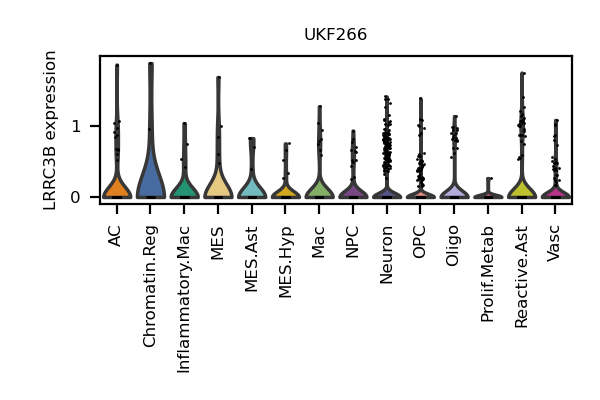 UKF266
LRRC3B expression
1
0
AC
Chromatin.Reg
Inflammatory.Mac
MES
MES.Ast
MES.Hyp
Mac
NPC
Neuron
OPC
Oligo
Prolif.Metab
Reactive.Ast
Vasc